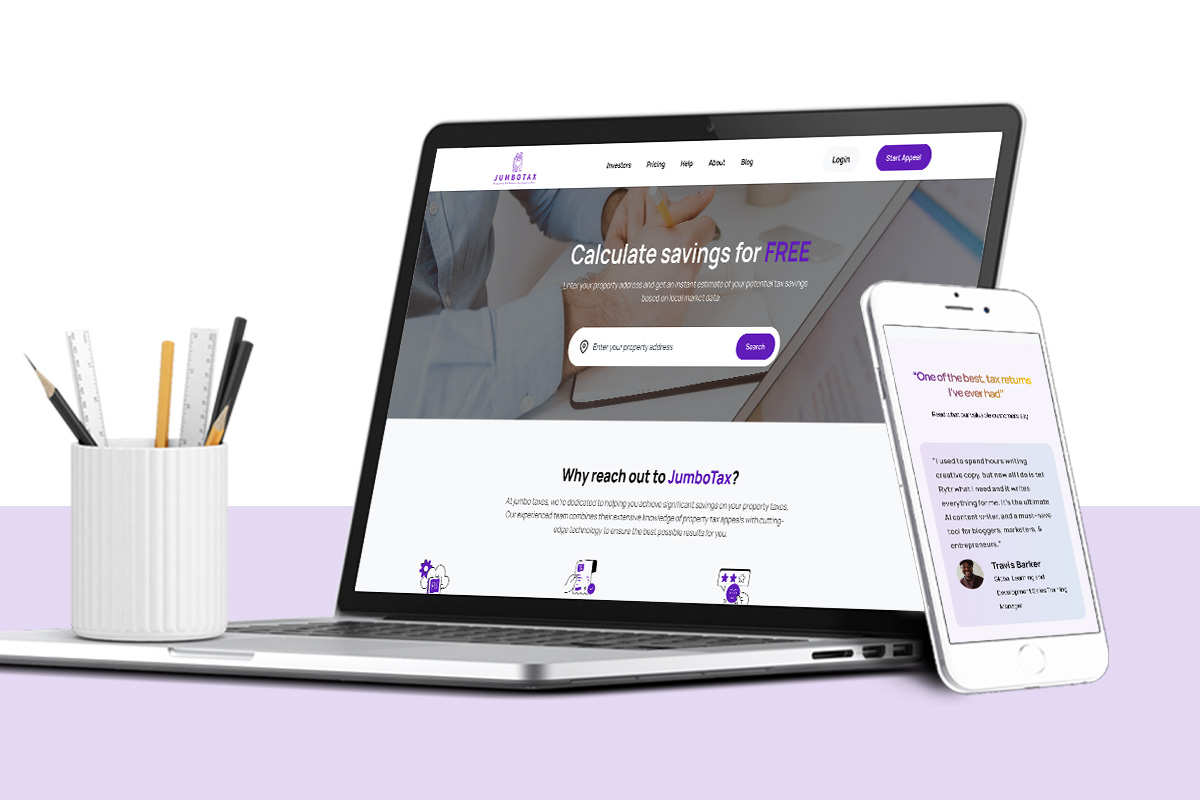 JUMBOTAX
Investors Pricing Help About Blog
Login
Start Appeal
Calculate savings for FREE
Enter your property address and get an instant estimate of your potential tax savings
based on local market data
Enter your property address
Search
Why reach out to JumboTax?
At jumbo taxes, we're dedicated to helping you achieve significant savings on your property taxes.
Our experienced team combines their extensive knowledge of property tax appeals with cutting-
edge technology to ensure the best possible results for you.
"One of the best, tax returns
I've ever had"
Read what our valuable customers say
"I used to spend hours writing
creative copy, but now all I do is tell
Rytr what I need and it writes
everything for me. It's the ultimate
AI content writer, and a must-have
tool for bloggers, marketers, &
entrepreneurs."
Travis Barker
Global Learning and
Development Sales Training
Manager